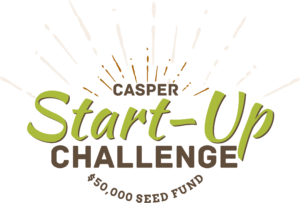 CASPER
Start-Up
CHALLENGE
$50,000 SEED FUND